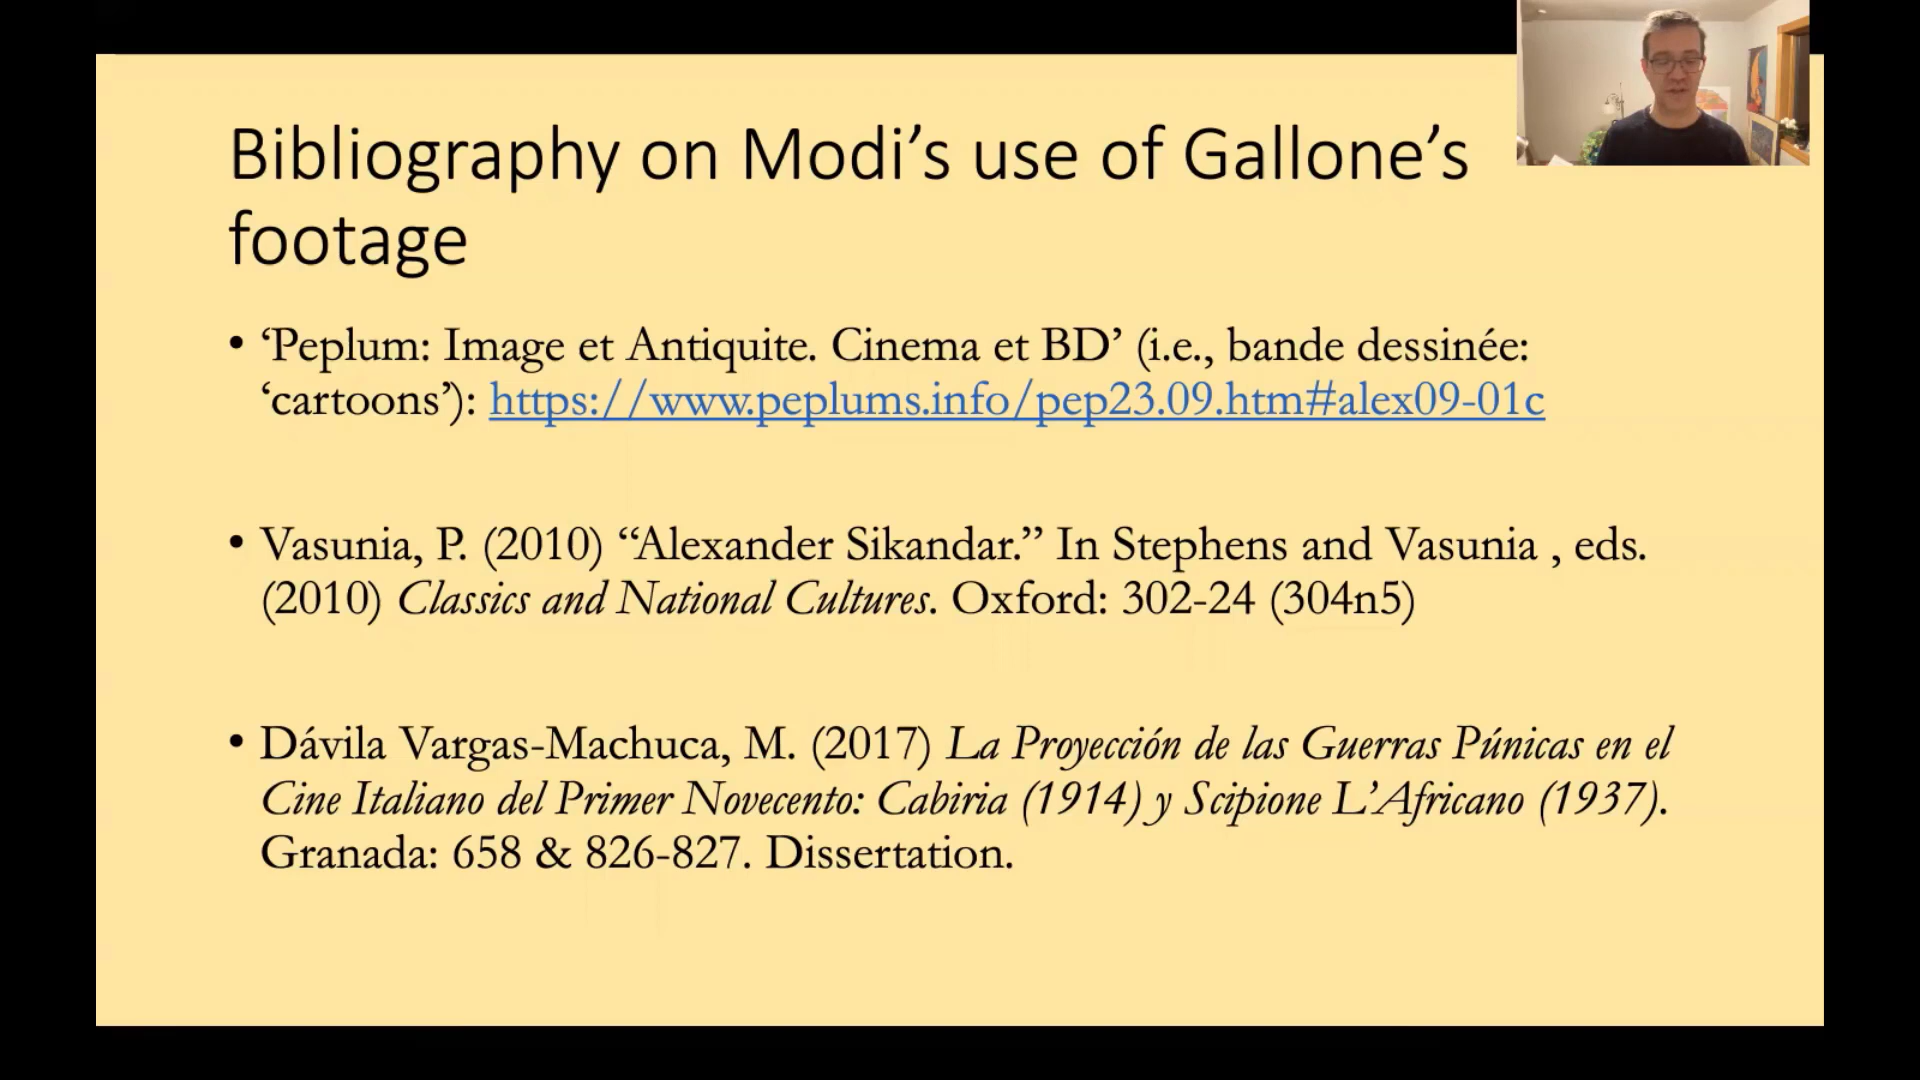 Bibliography on Modi’s use of Gallone’s
footage
• ‘Peplum: Image et Antiquite. Cinema et BD’ (i.e., bande dessinée:
‘cartoons’): https://www.peplums.info/pep23.09.htm#alex09-01c
• Vasunia, P. (2010) “Alexander Sikandar.” In Stephens and Vasunia , eds.
(2010) Classics and National Cultures. Oxford: 302-24 (304n5)
• Dávila Vargas-Machuca, M. (2017) La Proyección de las Guerras Púnicas en el
Cine Italiano del Primer Novecento: Cabiria (1914) y Scipione L’Africano (1937).
Granada: 658 & 826-827. Dissertation.